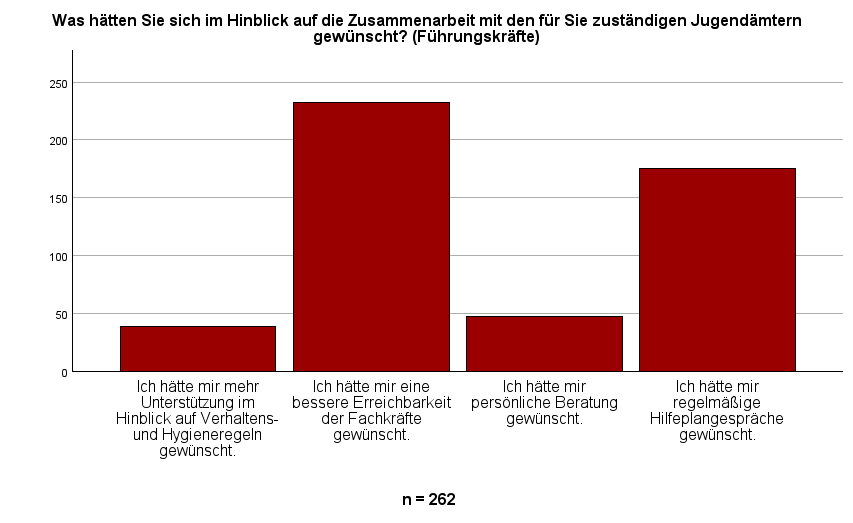 Was hätten Sie sich im Hinblick auf die Zusammenarbeit mit den für Sie zuständigen Jugendämtern
gewünscht? (Führungskräfte)
250
200
150
100
50
0
Ich hätte mir mehr
Unterstützung im
Hinblick auf Verhaltens-
und Hygieneregeln
gewünscht.
Ich hätte mir eine
bessere Erreichbarkeit
der Fachkräfte
gewünscht.
Ich hätte mir
persönliche Beratung
gewünscht.
Ich hätte mir
regelmäßige
Hilfeplangespräche
gewünscht.
n = 262